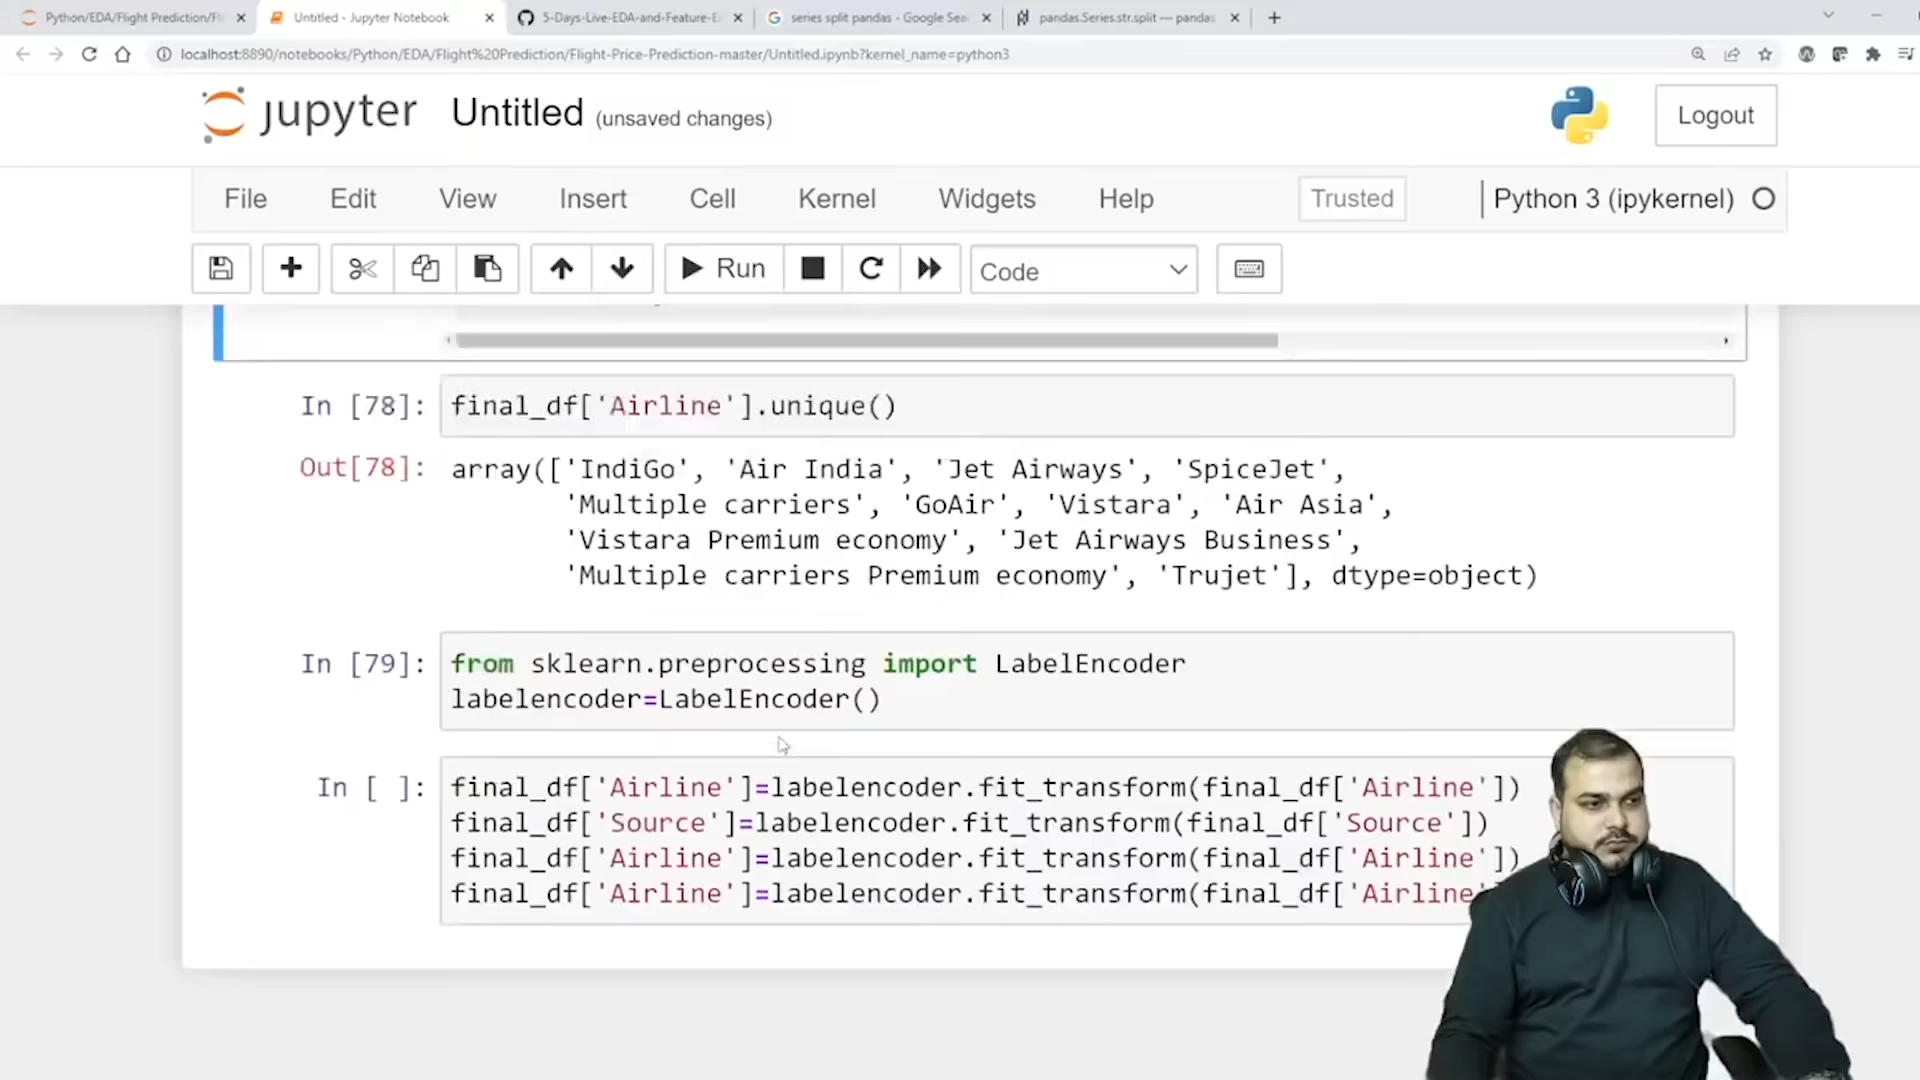 Python/EDA/Flight Prediction/Fl
Untitled - Jupyter Notebook
5-Days-Live-EDA-and-Feature-E
series split pandas - Google Sea
pandas.Series.str.split — pandas
localhost:8890/notebooks/Python/EDA/Flight%20Prediction/Flight-Price-Prediction-master/Untitled.ipynb?kernel_name=python3
jupyter Untitled (unsaved changes)
Logout
File Edit View Insert Cell Kernel Widgets Help Trusted Python 3 (ipykernel)
Run Code
In [78]: final_df['Airline'].unique()
Out[78]: array(['IndiGo', 'Air India', 'Jet Airways', 'SpiceJet',
'Multiple carriers', 'GoAir', 'Vistara', 'Air Asia',
'Vistara Premium economy', 'Jet Airways Business',
'Multiple carriers Premium economy', 'Trujet'], dtype=object)
In [79]: from sklearn.preprocessing import LabelEncoder
labelencoder=LabelEncoder()
In [ ]: final_df['Airline']=labelencoder.fit_transform(final_df['Airline'])
final_df['Source']=labelencoder.fit_transform(final_df['Source'])
final_df['Airline']=labelencoder.fit_transform(final_df['Airline'])
final_df['Airline']=labelencoder.fit_transform(final_df['Airline